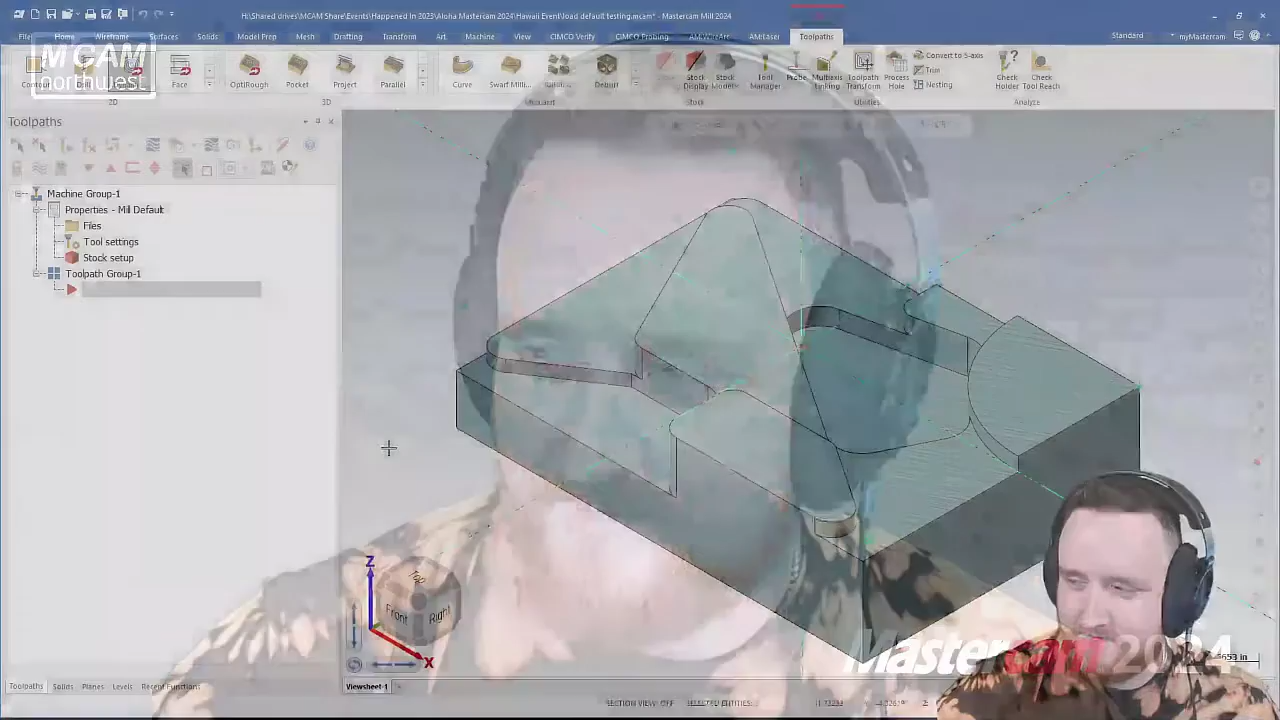 H:\Shared drives\MCAM Share\Events\Happened In 2023\Aloha Mastercam 2024\Hawaii Event\load default testing.mcam* - Mastercam Mill 2024
File Home Wireframe Surfaces Solids Model Prep Mesh Drafting Transform Art Machine View CIMCO Verify CIMCO Probing Toolpaths
Standard myMastercam
MCAM
northwest
Contour Face OptiRough Pocket Project Parallel Curve Swarf Milli... Deburr Stock Display Stock Model Tool Manager Probe Multiaxis Linking Toolpath Transform Process Hole Check Holder Check Tool Reach
Convert to 5-axis
Trim
Nesting
2D 3D Stock Utilities Analyze
Toolpaths
Machine Group-1
Properties - Mill Default
Files
Tool settings
Stock setup
Toolpath Group-1
Z
Top
Front Right
X
Mastercam 2024
Toolpaths Solids Planes Levels Recent Functions Viewsheet-1
SECTION VIEW: OFF SELECTED ENTITIES: